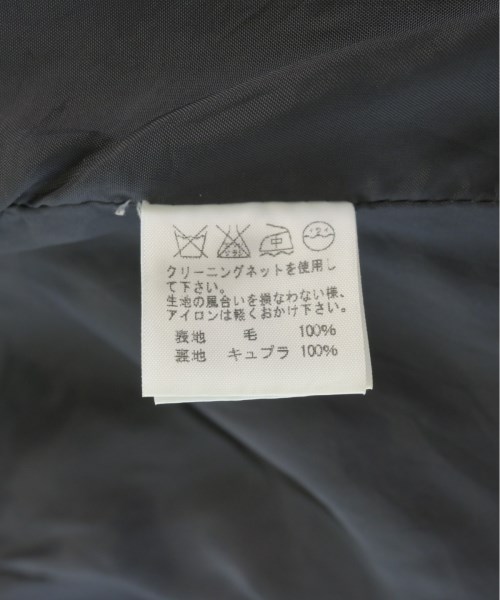 中
クリーニングネットを使用し
て下さい。
生地の風合いを損なわない様、
アイロンは軽くおかけ下さい。
表地 毛 100%
裏地 キュプラ 100%